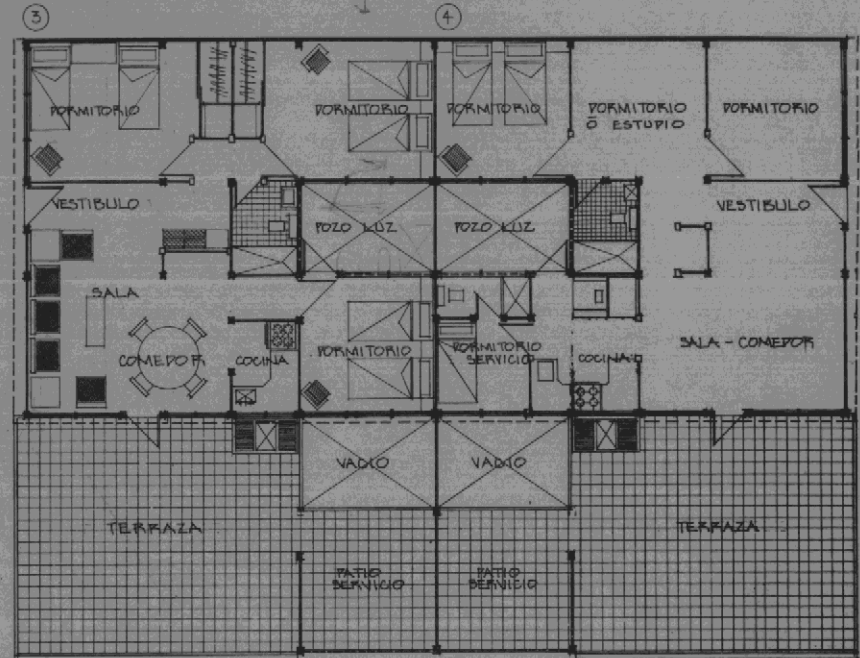 3
4
DORMITORIO
DORMITORIO
DORMITORIO
DORMITORIO
Ó ESTUDIO
DORMITORIO
VESTIBULO
POZO LUZ
POZO LUZ
VESTIBULO
SALA
COMEDOR
COCINA
DORMITORIO
DORMITORIO
SERVICIO
COCINA
SALA - COMEDOR
VACIO
VACIO
TERRAZA
TERRAZA
PATIO
SERVICIO
PATIO
SERVICIO